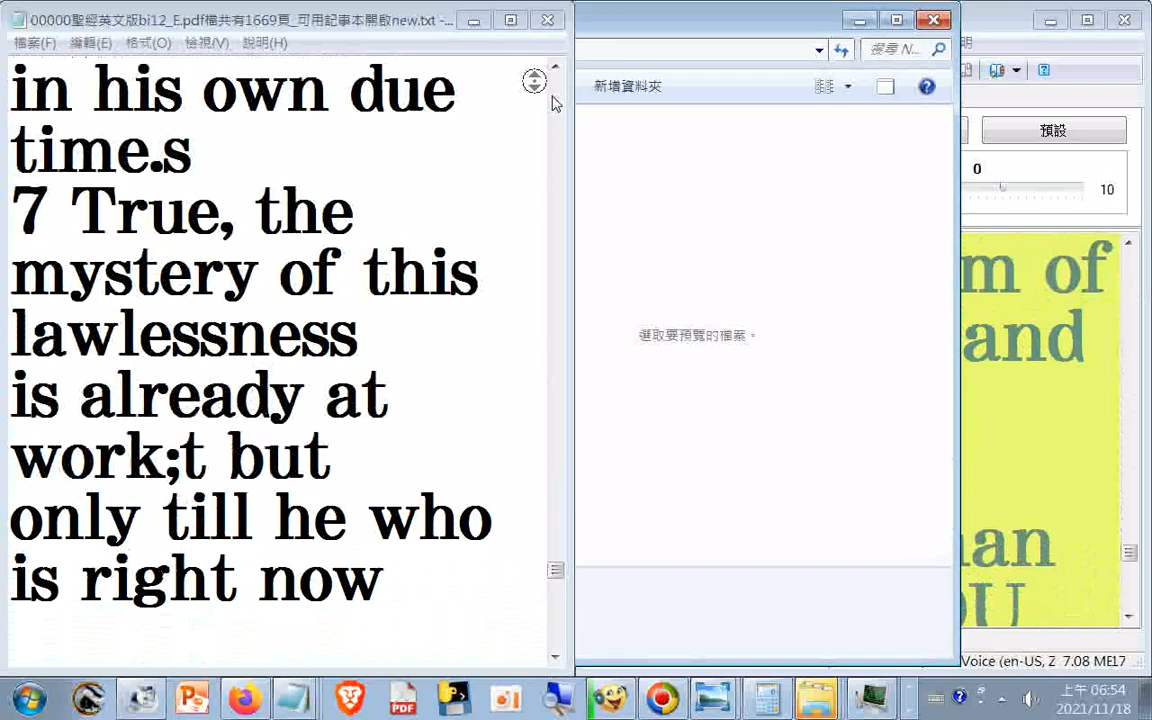 00000聖經英文版bi12_E.pdf檔共有1669頁_可用記事本開啟new.txt -...
檔案(F) 編輯(E) 格式(O) 檢視(V) 說明(H)
in his own due
time.s
7 True, the
mystery of this
lawlessness
is already at
work;t but
only till he who
is right now
搜尋 N...
新增資料夾
選取要預覽的檔案。
明
預設
0
10
m of
and
nan
OU
Voice (en-US, Z 7.08 ME17
上午 06:54
2021/11/18